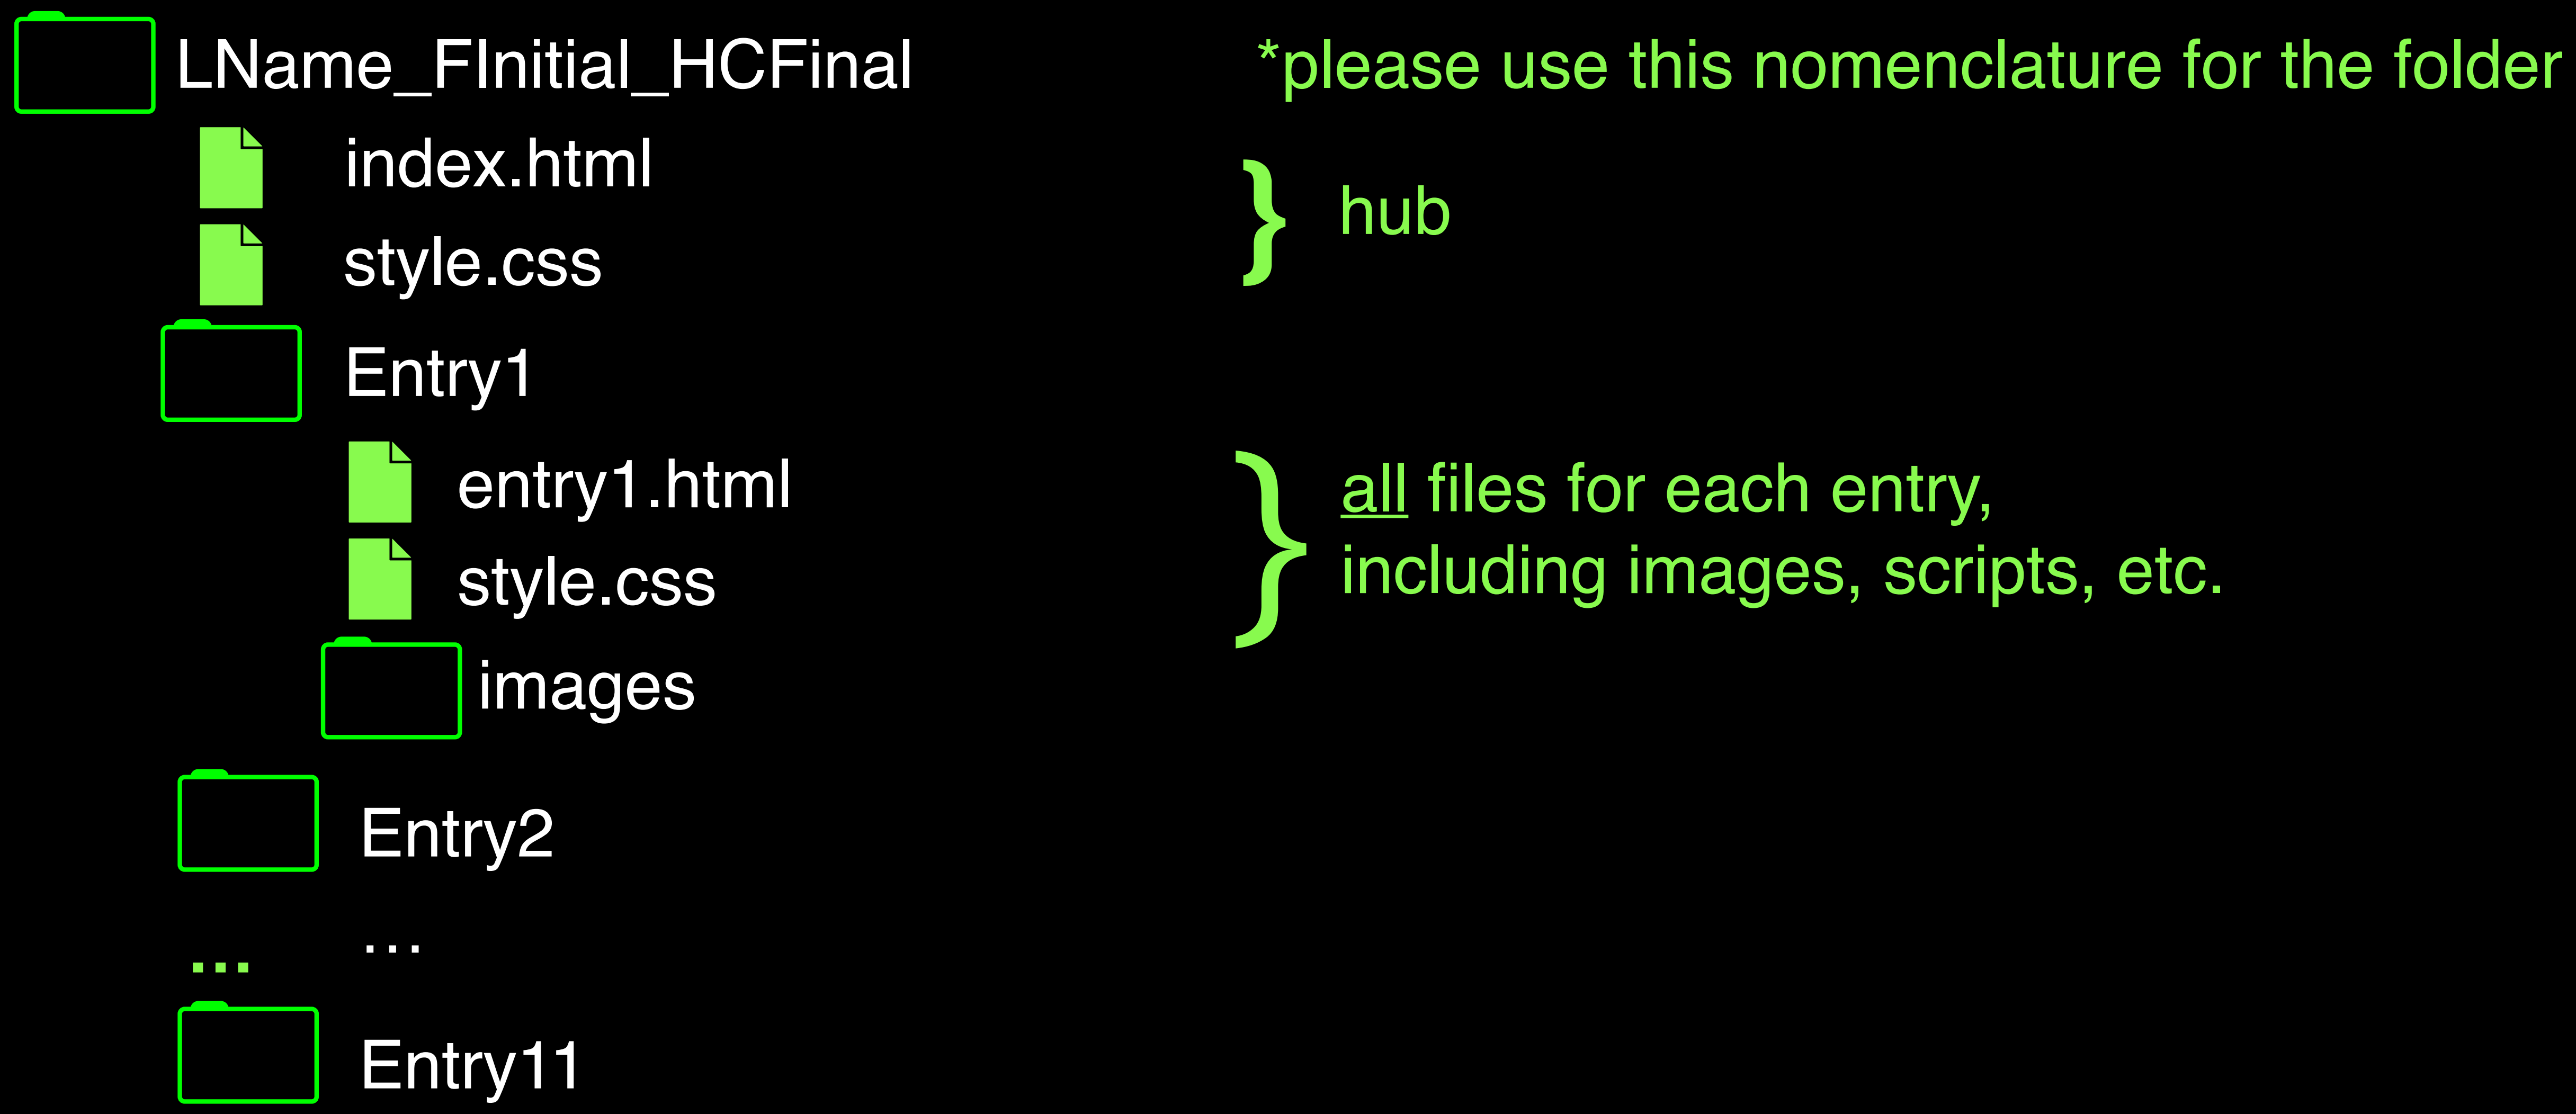 LName_FInitial_HCFinal *please use this nomenclature for the folder
index.html
} hub
style.css
Entry1
entry1.html
} all files for each entry,
style.css
including images, scripts, etc.
images
Entry2
... …
Entry11